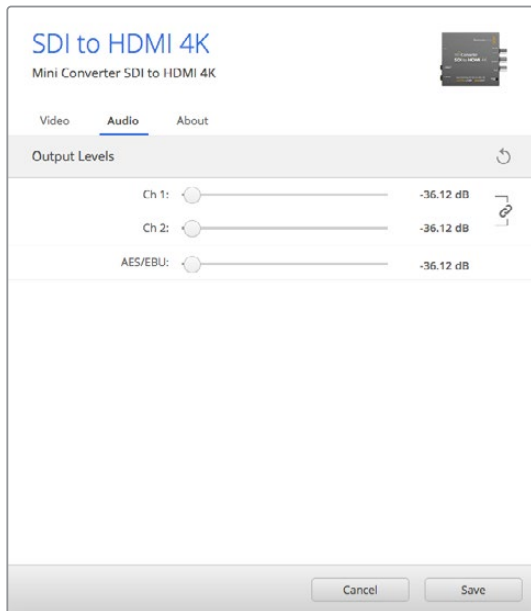 SDI to HDMI 4K
Mini Converter SDI to HDMI 4K
Video Audio About
Output Levels
Ch 1: -36.12 dB
Ch 2: -36.12 dB
AES/EBU: -36.12 dB
Cancel Save